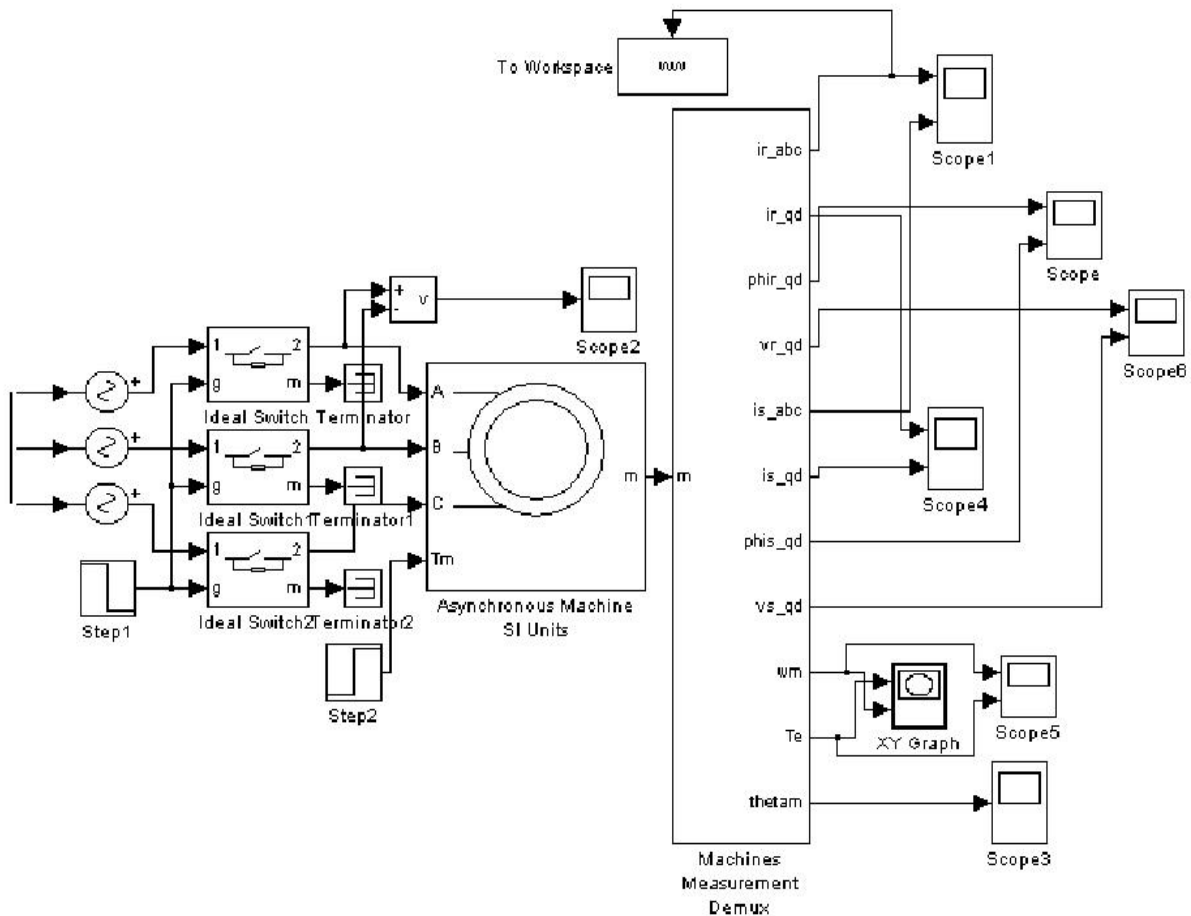 To Workspace
ir_abc
Scope1
ir_qd
phir_qd
Scope
vr_qd
Scope6
is_abc
is_qd
Scope4
phis_qd
vs_qd
wm
Te
XY Graph
Scope5
thetam
Scope3
Machines
Measurement
Demux
m
+
-
v
Scope2
+
1
2
g
m
Ideal Switch
Terminator
+
1
2
g
m
Ideal Switch1
Terminator1
+
1
2
g
m
Ideal Switch2
Terminator2
Step1
Step2
A
B
C
Tm
m
Asynchronous Machine
SI Units